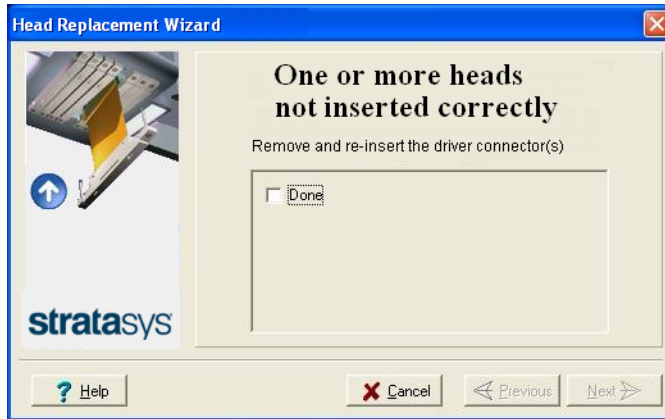 Head Replacement Wizard
One or more heads
not inserted correctly
Remove and re-insert the driver connector(s)
Done
stratasys
? Help
Cancel
Previous
Next